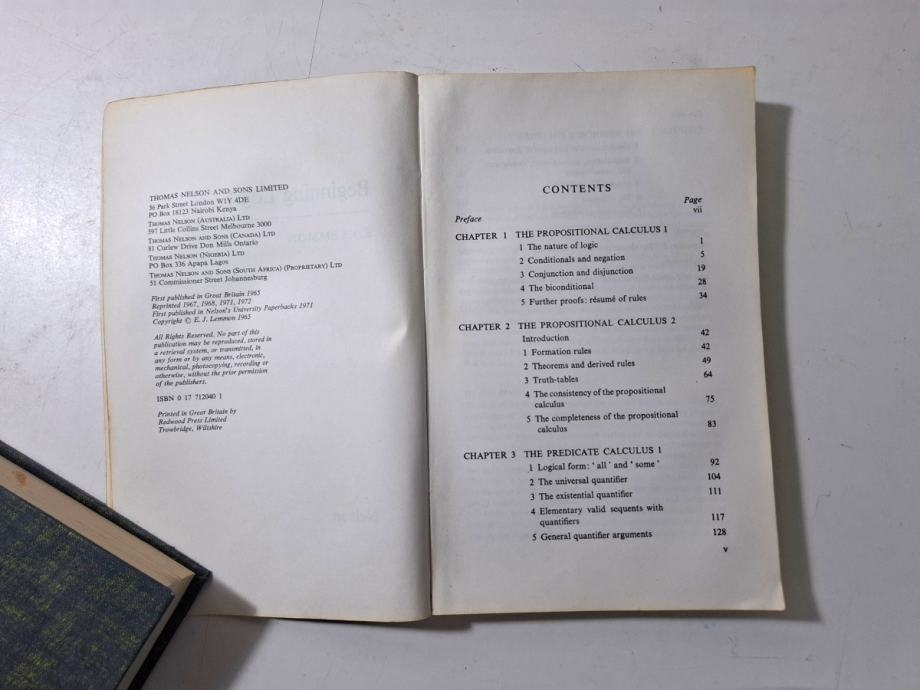 THOMAS NELSON AND SONS LIMITED
36 Park Street London W1Y 4DE
PO Box 18123 Nairobi Kenya
THOMAS NELSON (AUSTRALIA) LTD
597 Little Collins Street Melbourne 3000
THOMAS NELSON AND SONS (CANADA) LTD
81 Curlew Drive Don Mills Ontario
THOMAS NELSON (NIGERIA) LTD
PO Box 336 Apapa Lagos
THOMAS NELSON AND SONS (SOUTH AFRICA) (PROPRIETARY) LTD
51 Commissioner Street Johannesburg
First published in Great Britain 1965
Reprinted 1967, 1968, 1971, 1972
First published in Nelson's University Paperbacks 1971
Copyright © E. J. Lemmon 1965
All Rights Reserved. No part of this
publication may be reproduced, stored in
a retrieval system, or transmitted, in
any form or by any means, electronic,
mechanical, photocopying, recording or
otherwise, without the prior permission
of the publishers.
ISBN 0 17 712040 1
Printed in Great Britain by
Redwood Press Limited
Trowbridge, Wiltshire
CONTENTS
Page
Preface vii
CHAPTER 1 THE PROPOSITIONAL CALCULUS 1
1 The nature of logic 1
2 Conditionals and negation 5
3 Conjunction and disjunction 19
4 The biconditional 28
5 Further proofs: résumé of rules 34
CHAPTER 2 THE PROPOSITIONAL CALCULUS 2
Introduction 42
1 Formation rules 42
2 Theorems and derived rules 49
3 Truth-tables 64
4 The consistency of the propositional
calculus 75
5 The completeness of the propositional
calculus 83
CHAPTER 3 THE PREDICATE CALCULUS 1
1 Logical form: 'all' and 'some' 92
2 The universal quantifier 104
3 The existential quantifier 111
4 Elementary valid sequents with
quantifiers 117
5 General quantifier arguments 128
v